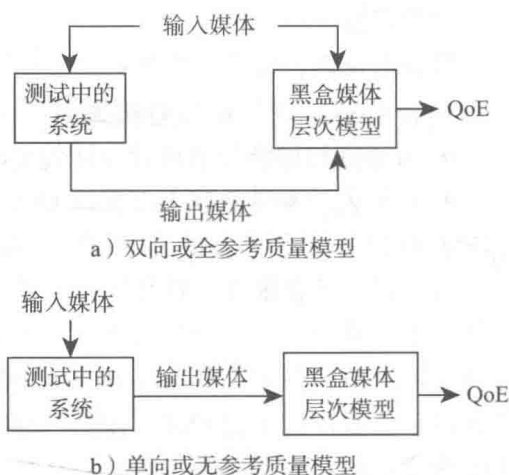 输入媒体
测试中的
系统
黑盒媒体
层次模型
QoE
输出媒体
a）双向或全参考质量模型
输入媒体
测试中的
系统
输出媒体
黑盒媒体
层次模型
QoE
b）单向或无参考质量模型